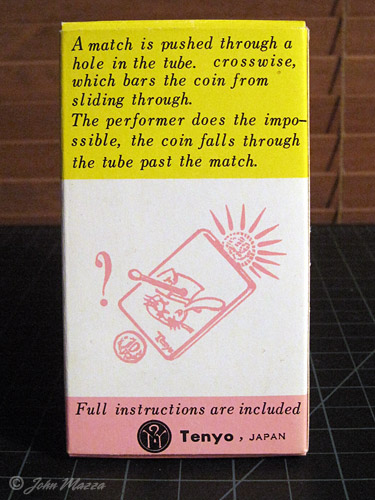 A match is pushed through a
hole in the tube. crosswise,
which bars the coin from
sliding through.
The performer does the impo-
ssible, the coin falls through
the tube past the match.
?
Tenyo
Full instructions are included
Tenyo, JAPAN
© John Mazza